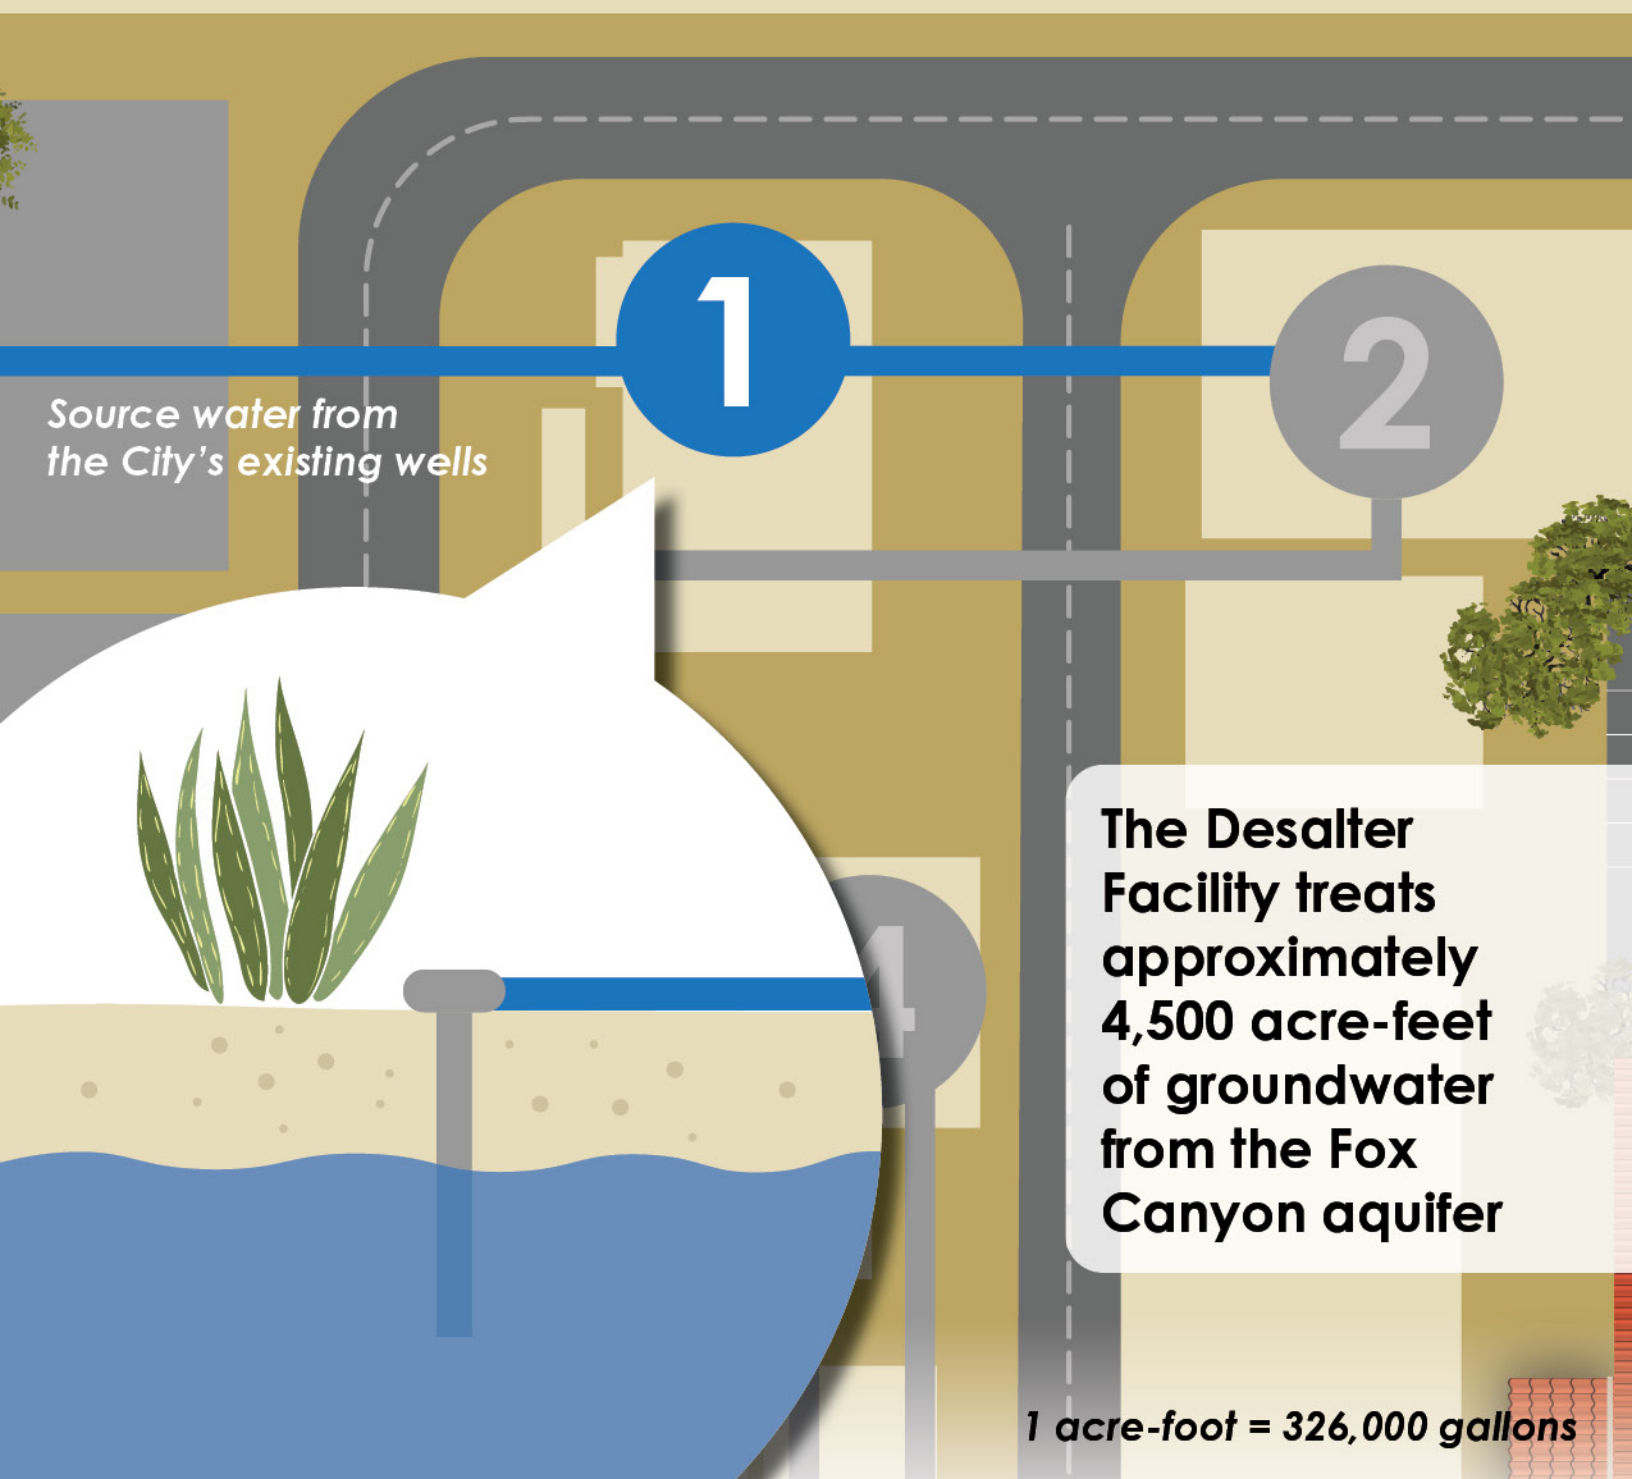 1
2
Source water from
the City's existing wells
4
The Desalter
Facility treats
approximately
4,500 acre-feet
of groundwater
from the Fox
Canyon aquifer
1 acre-foot = 326,000 gallons